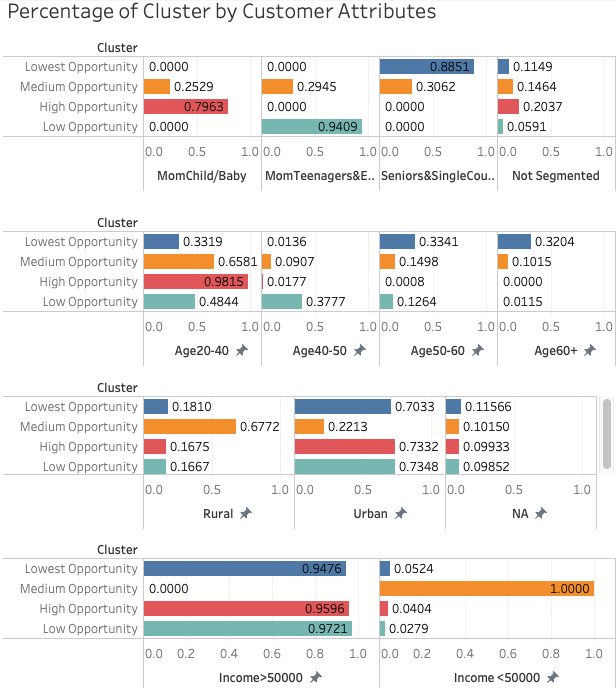 Percentage of Cluster by Customer Attributes
Cluster
Lowest Opportunity 0.0000 0.0000 0.8851 0.1149
Medium Opportunity 0.2529 0.2945 0.3062 0.1464
High Opportunity 0.7963 0.0000 0.0000 0.2037
Low Opportunity 0.0000 0.9409 0.0000 0.0591
0.0 0.5 1.0 0.0 0.5 1.0 0.0 0.5 1.0 0.0 0.5 1.0
MomChild/Baby MomTeenagers&E.. Seniors&SingleCou.. Not Segmented
Cluster
Lowest Opportunity 0.3319 0.0136 0.3341 0.3204
Medium Opportunity 0.6581 0.0907 0.1498 0.1015
High Opportunity 0.9815 0.0177 0.0008 0.0000
Low Opportunity 0.4844 0.3777 0.1264 0.0115
0.0 0.5 1.0 0.0 0.5 1.0 0.0 0.5 1.0 0.0 0.5 1.0
Age20-40 Age40-50 Age50-60 Age60+
Cluster
Lowest Opportunity 0.1810 0.7033 0.11566
Medium Opportunity 0.6772 0.2213 0.10150
High Opportunity 0.1675 0.7332 0.09933
Low Opportunity 0.1667 0.7348 0.09852
0.0 0.5 1.0 0.0 0.5 1.0 0.0 0.5 1.0
Rural Urban NA
Cluster
Lowest Opportunity 0.9476 0.0524
Medium Opportunity 0.0000 1.0000
High Opportunity 0.9596 0.0404
Low Opportunity 0.9721 0.0279
0.0 0.2 0.4 0.6 0.8 1.0 0.0 0.2 0.4 0.6 0.8 1.0
Income>50000 Income <50000